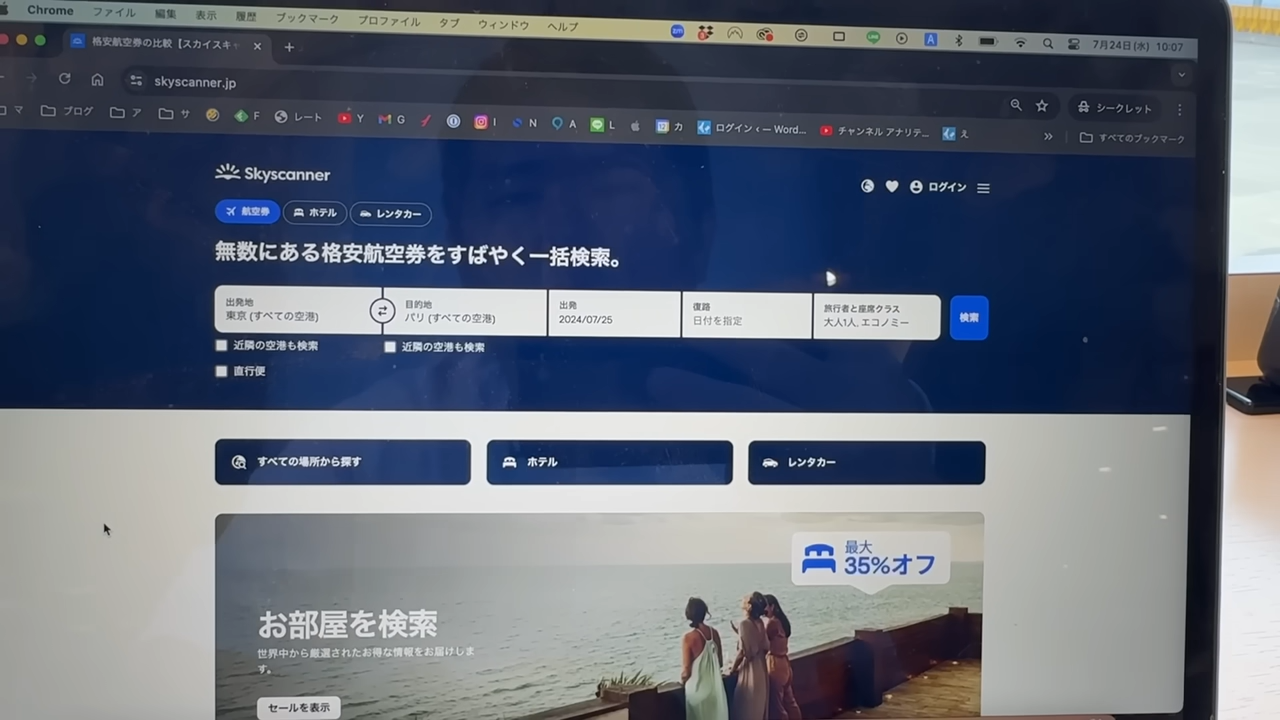 Chrome ファイル 編集 表示 履歴 ブックマーク プロファイル タブ ウィンドウ ヘルプ
7月24日(水) 10:07
格安航空券の比較【スカイスキャ
skyscanner.jp
シークレット
マ ブログ ア サ F レート Y G I N A L カ ログイン ‹ — Word... チャンネル アナリテ... え » すべてのブックマーク
Skyscanner
ログイン
航空券 ホテル レンタカー
無数にある格安航空券をすばやく一括検索。
出発地 目的地 出発 復路 旅行者と座席クラス
東京 (すべての空港) パリ (すべての空港) 2024/07/25 日付を指定 大人1人, エコノミー
検索
近隣の空港も検索 近隣の空港も検索
直行便
すべての場所から探す ホテル レンタカー
最大
35%オフ
お部屋を検索
世界中から厳選されたお得な情報をお届けしま
す。
セールを表示